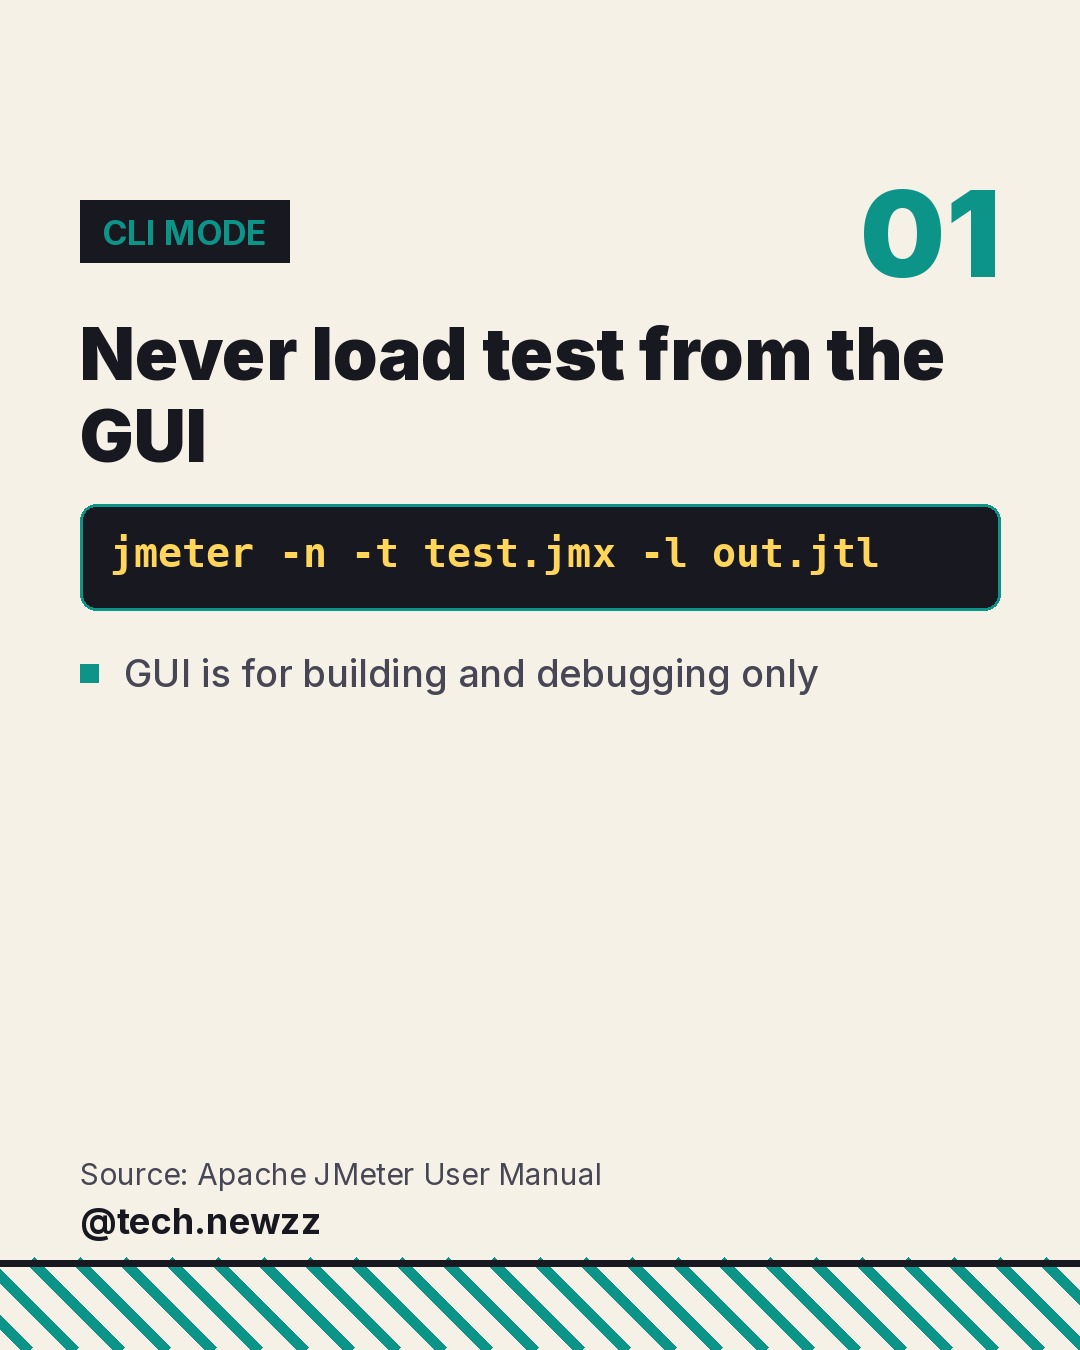 CLI MODE
01
Never load test from the
GUI
jmeter -n -t test.jmx -l out.jtl
GUI is for building and debugging only
Source: Apache JMeter User Manual
@tech.newzz